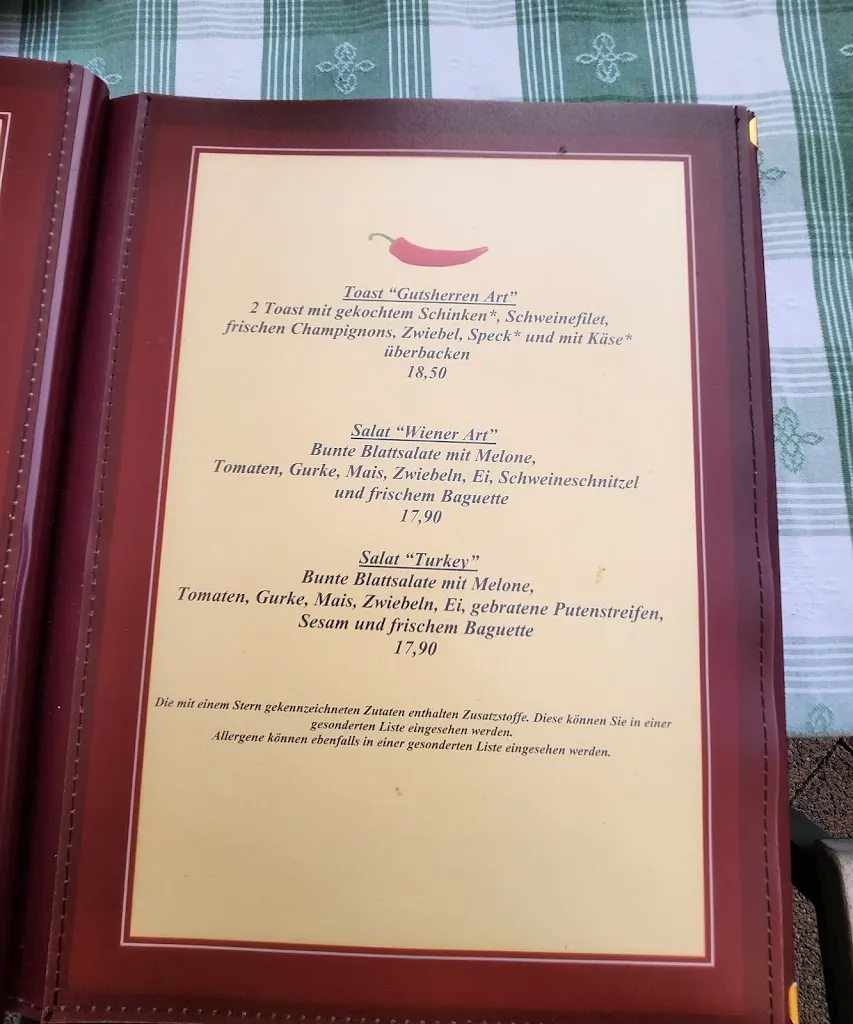 Toast “Gutsherren Art”
2 Toast mit gekochtem Schinken*, Schweinefilet,
frischen Champignons, Zwiebel, Speck* und mit Käse*
überbacken
18,50
Salat “Wiener Art”
Bunte Blattsalate mit Melone,
Tomaten, Gurke, Mais, Zwiebeln, Ei, Schweineschnitzel
und frischem Baguette
17,90
Salat “Turkey”
Bunte Blattsalate mit Melone,
Tomaten, Gurke, Mais, Zwiebeln, Ei, gebratene Putenstreifen,
Sesam und frischem Baguette
17,90
Die mit einem Stern gekennzeichneten Zutaten enthalten Zusatzstoffe. Diese können Sie in einer
gesonderten Liste eingesehen werden.
Allergene können ebenfalls in einer gesonderten Liste eingesehen werden.